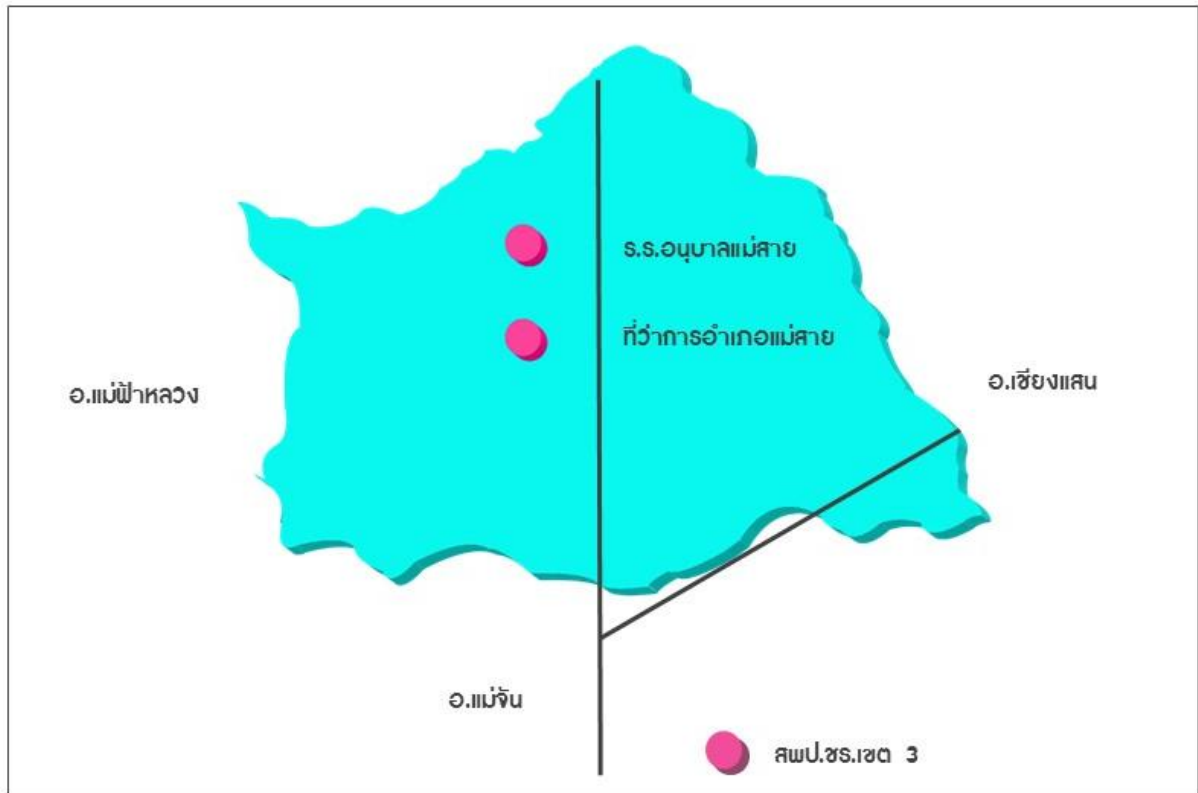 ร.ร.อนุบาลแม่สาย
ที่ว่าการอำเภอแม่สาย
อ.แม่ฟ้าหลวง
อ.เชียงแสน
อ.แม่จัน
สพป.ชร.เขต 3